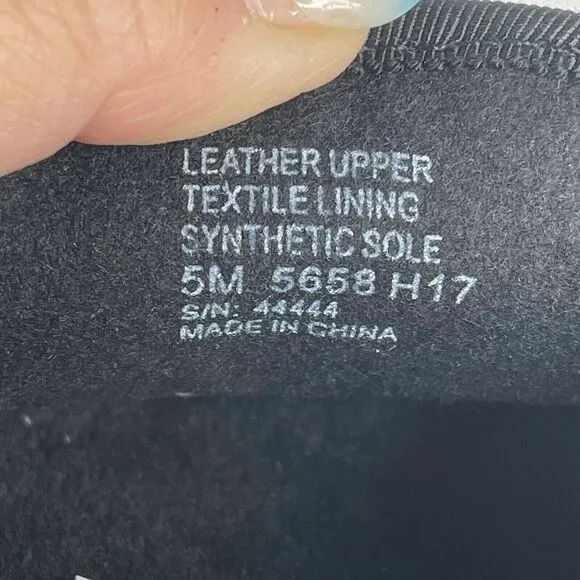 LEATHER UPPER
TEXTILE LINING
SYNTHETIC SOLE
5M 5658 H17
S/N: 44444
MADE IN CHINA